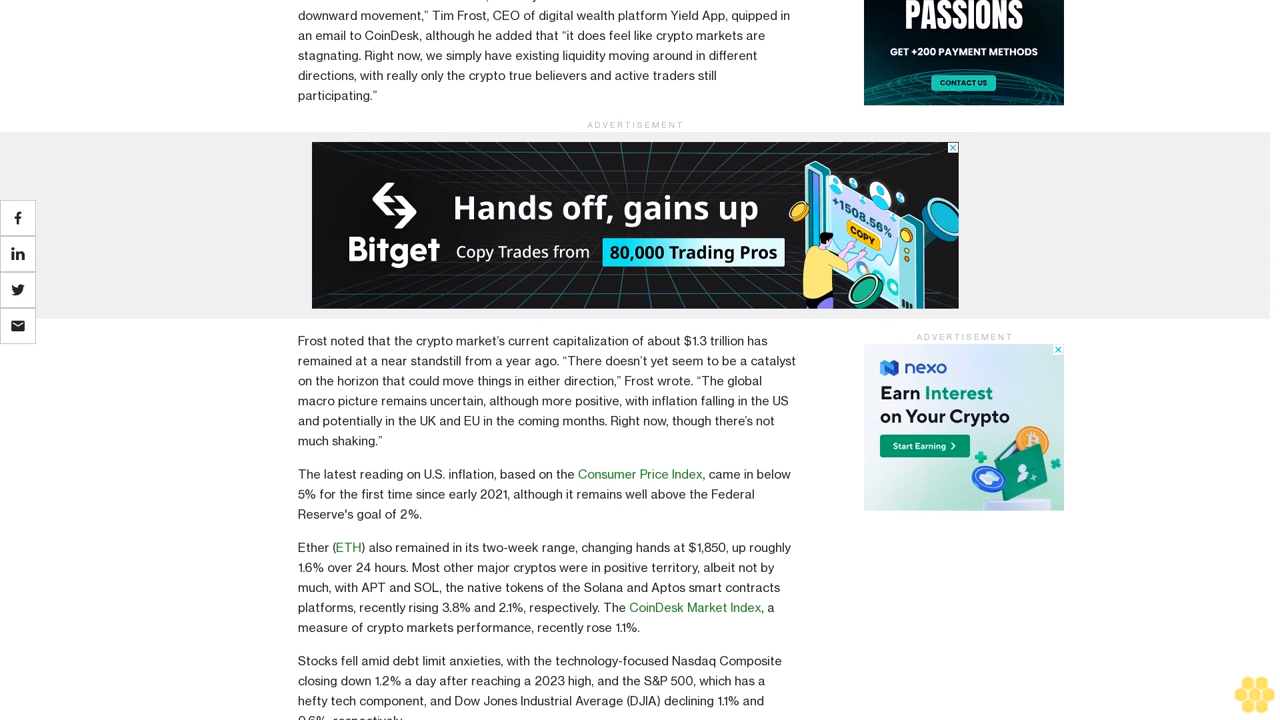 downward movement,” Tim Frost, CEO of digital wealth platform Yield App, quipped in
an email to CoinDesk, although he added that “it does feel like crypto markets are
stagnating. Right now, we simply have existing liquidity moving around in different
directions, with really only the crypto true believers and active traders still
participating.”
PASSIONS
GET +200 PAYMENT METHODS
CONTACT US
ADVERTISEMENT
Bitget
Hands off, gains up
Copy Trades from 80,000 Trading Pros
+1508.56%
COPY
Frost noted that the crypto market’s current capitalization of about $1.3 trillion has
remained at a near standstill from a year ago. “There doesn’t yet seem to be a catalyst
on the horizon that could move things in either direction,” Frost wrote. “The global
macro picture remains uncertain, although more positive, with inflation falling in the US
and potentially in the UK and EU in the coming months. Right now, though there’s not
much shaking.”
The latest reading on U.S. inflation, based on the Consumer Price Index, came in below
5% for the first time since early 2021, although it remains well above the Federal
Reserve's goal of 2%.
Ether (ETH) also remained in its two-week range, changing hands at $1,850, up roughly
1.6% over 24 hours. Most other major cryptos were in positive territory, albeit not by
much, with APT and SOL, the native tokens of the Solana and Aptos smart contracts
platforms, recently rising 3.8% and 2.1%, respectively. The CoinDesk Market Index, a
measure of crypto markets performance, recently rose 1.1%.
Stocks fell amid debt limit anxieties, with the technology-focused Nasdaq Composite
closing down 1.2% a day after reaching a 2023 high, and the S&P 500, which has a
hefty tech component, and Dow Jones Industrial Average (DJIA) declining 1.1% and
0.6%, respectively
ADVERTISEMENT
nexo
Earn Interest
on Your Crypto
Start Earning